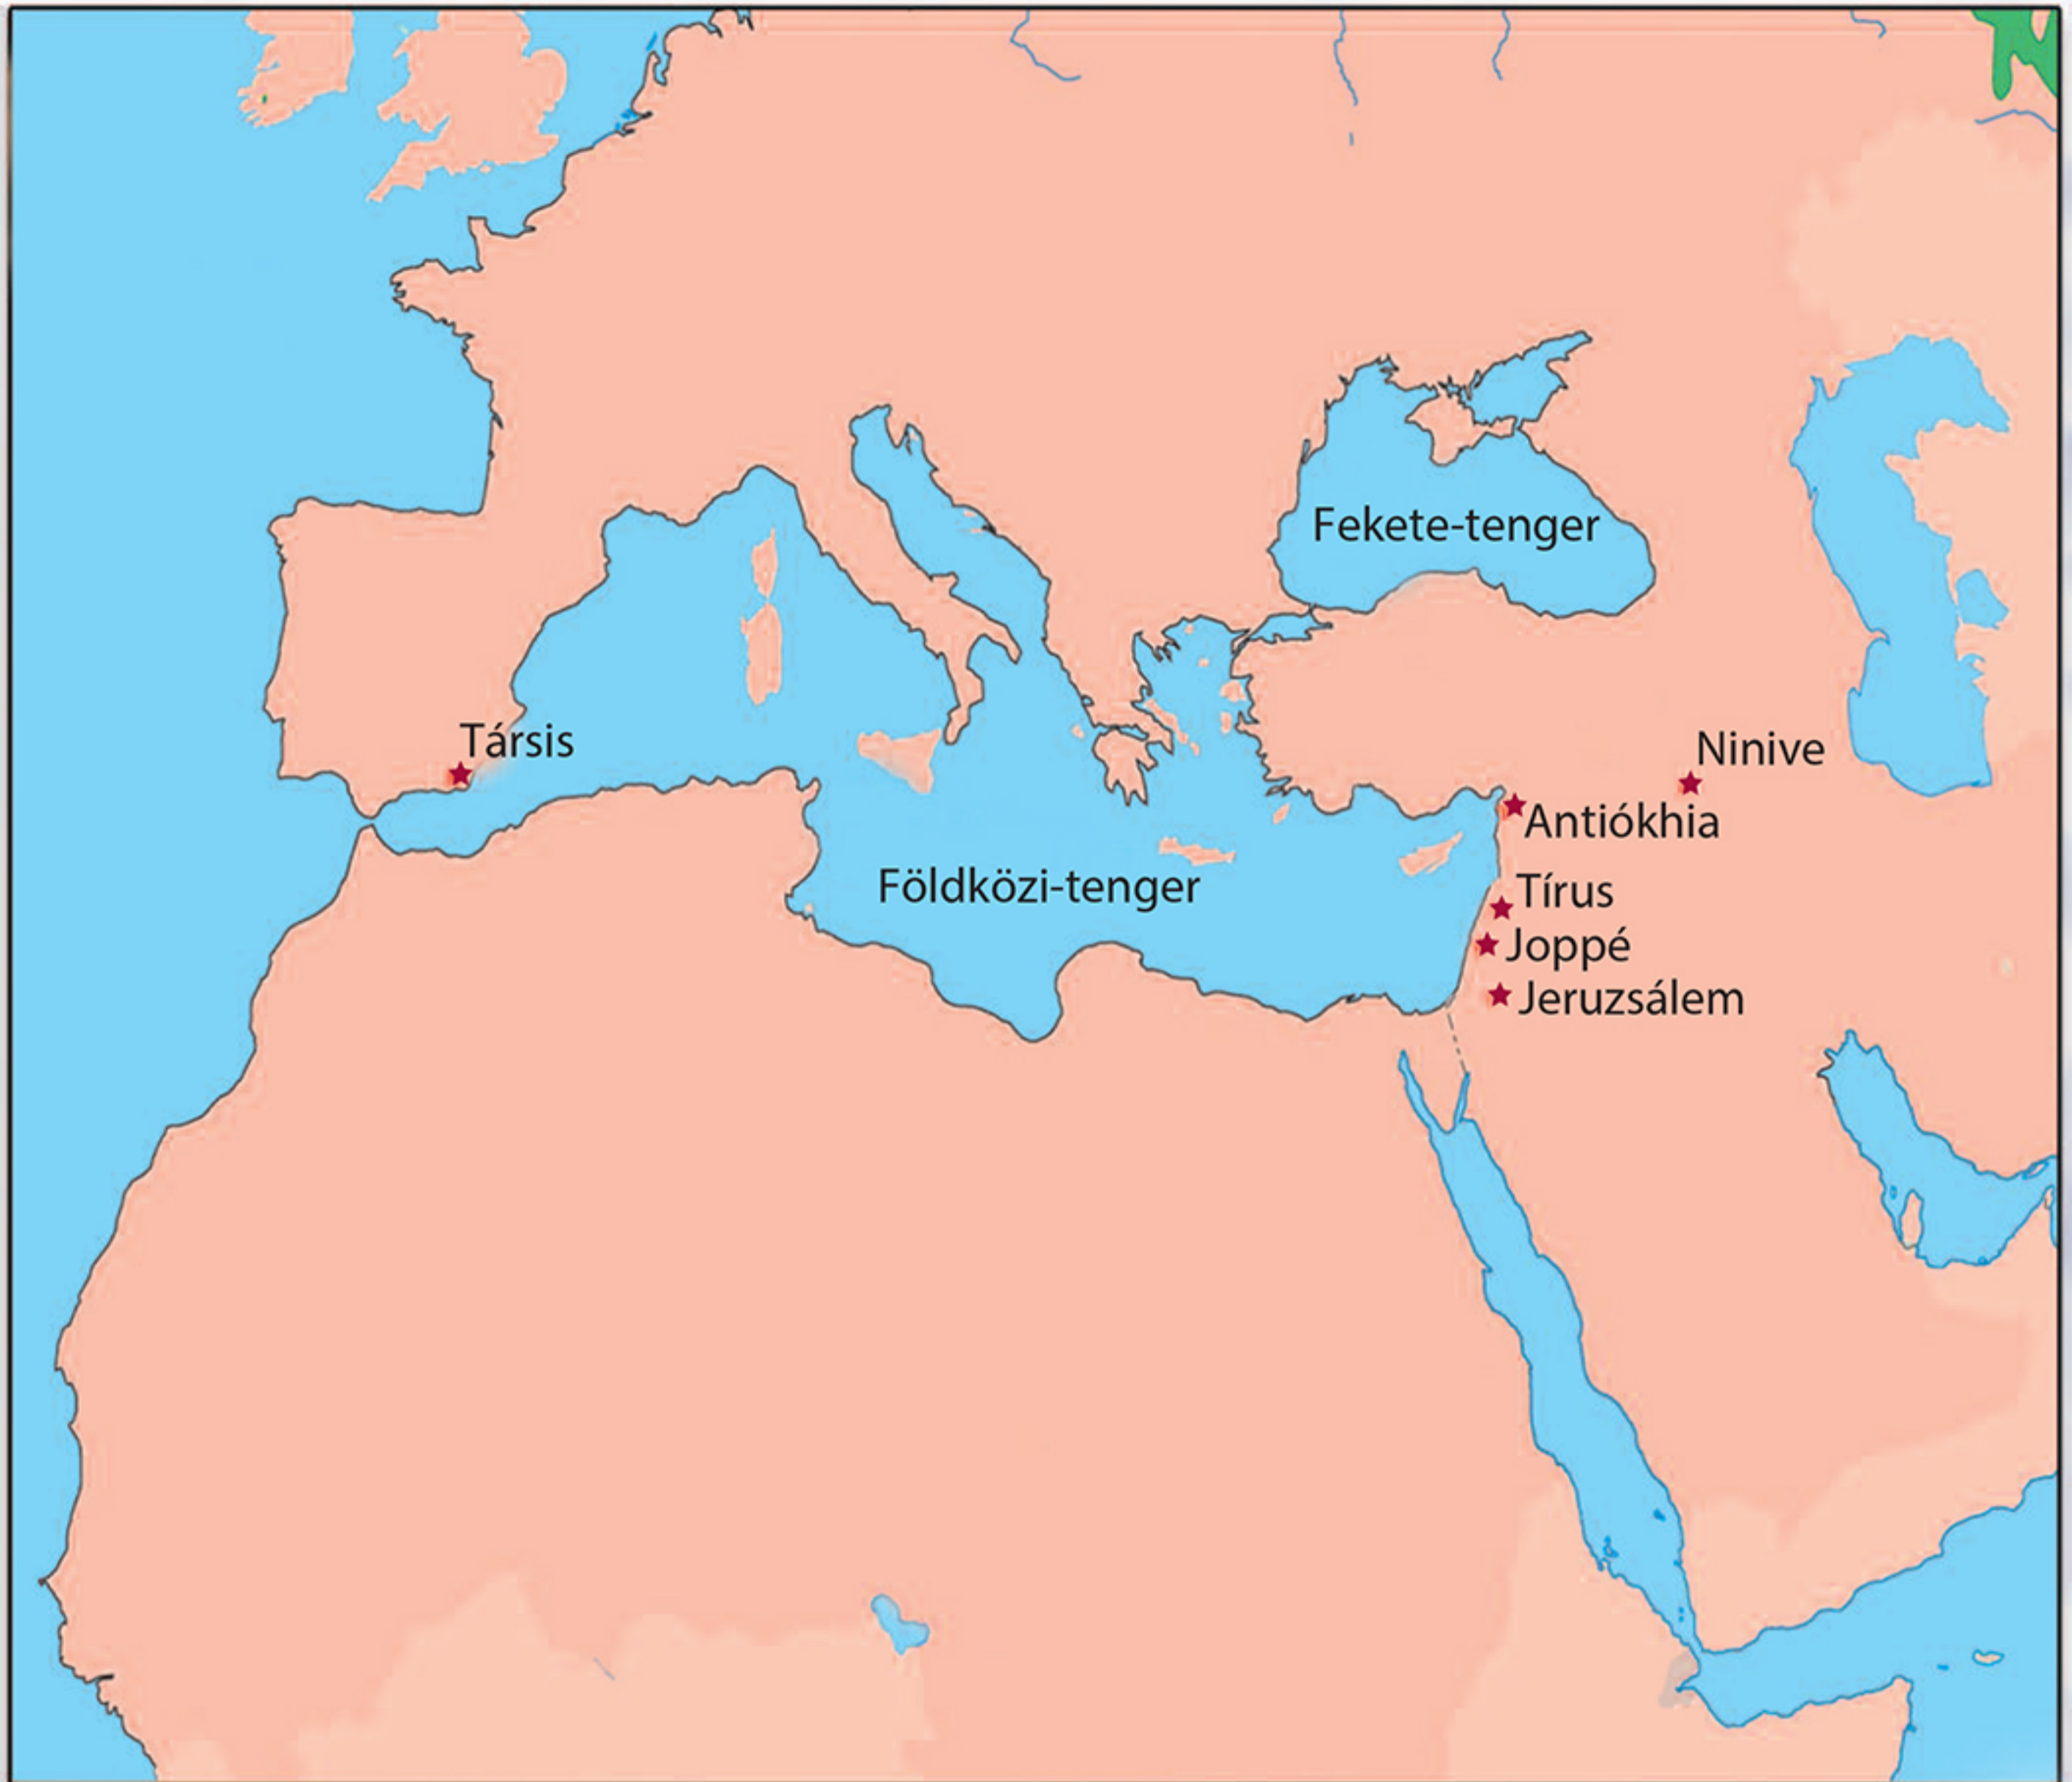 Fekete-tenger
Társis
Ninive
Antiókhia
Földközi-tenger
Tírus
Joppé
Jeruzsálem